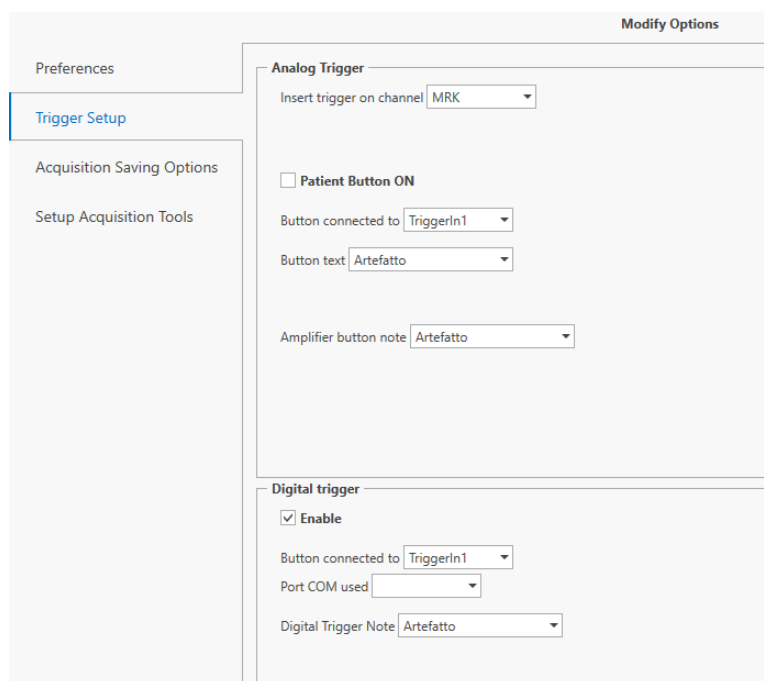 Modify Options
Preferences
Trigger Setup
Acquisition Saving Options
Setup Acquisition Tools
Analog Trigger
Insert trigger on channel MRK
Patient Button ON
Button connected to TriggerIn1
Button text Artefatto
Amplifier button note Artefatto
Digital trigger
Enable
Button connected to TriggerIn1
Port COM used
Digital Trigger Note Artefatto